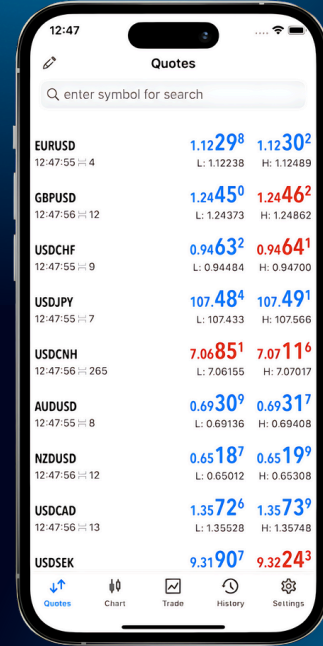 12:47
Quotes
enter symbol for search
EURUSD 1.12298 1.12302
12:47:55 4 L: 1.12238 H: 1.12489
GBPUSD 1.24450 1.24462
12:47:56 12 L: 1.24373 H: 1.24862
USDCHF 0.94632 0.94641
12:47:55 9 L: 0.94484 H: 0.94700
USDJPY 107.484 107.491
12:47:55 7 L: 107.433 H: 107.566
USDCNH 7.06851 7.07116
12:47:56 265 L: 7.06155 H: 7.07017
AUDUSD 0.69309 0.69317
12:47:55 8 L: 0.69136 H: 0.69408
NZDUSD 0.65187 0.65199
12:47:56 12 L: 0.65012 H: 0.65308
USDCAD 1.35726 1.35739
12:47:56 13 L: 1.35528 H: 1.35748
USDSEK 9.31907 9.32243
Quotes Chart Trade History Settings